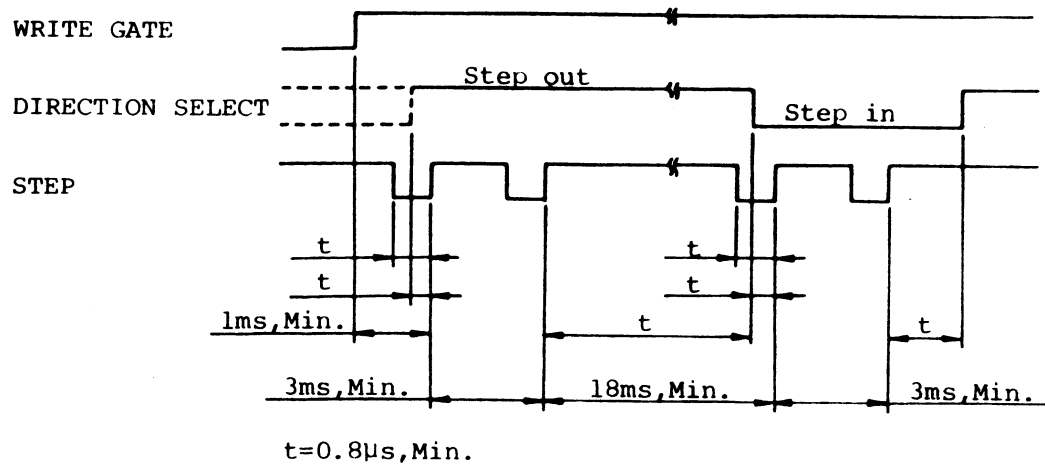 WRITE GATE
Step out
DIRECTION SELECT
Step in
STEP
t
t
t
t
1ms,Min.
t
t
3ms,Min.
18ms,Min.
3ms,Min.
t=0.8µs,Min.